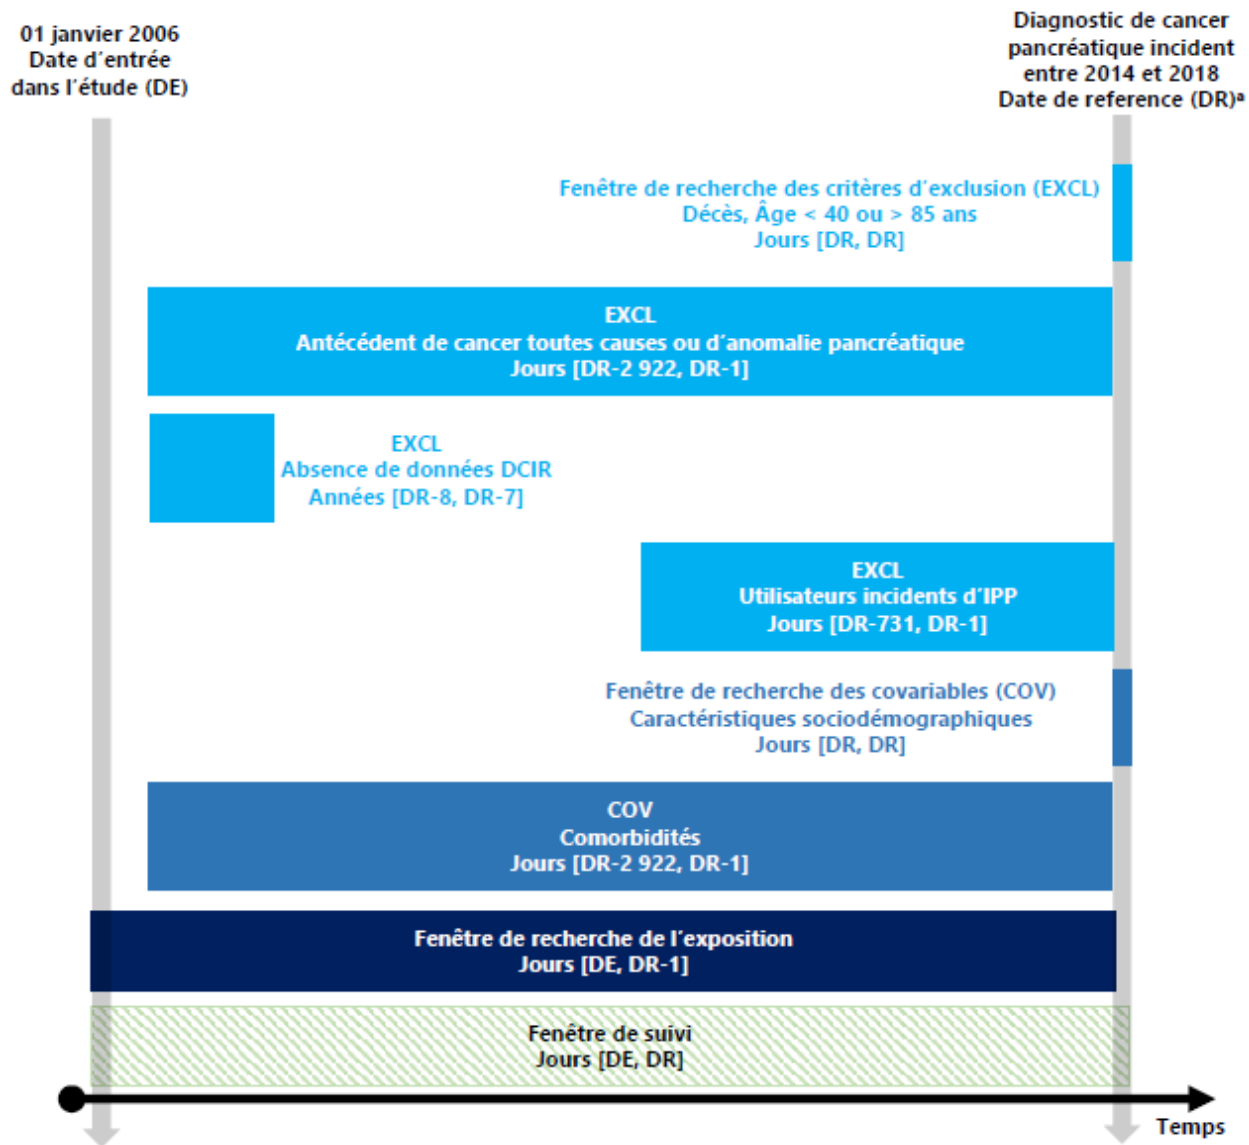 01 janvier 2006
Date d'entrée
dans l'étude (DE)
Diagnostic de cancer
pancréatique incident
entre 2014 et 2018
Date de reference (DR)ᵃ
Fenêtre de recherche des critères d'exclusion (EXCL)
Décès, Âge < 40 ou > 85 ans
Jours [DR, DR]
EXCL
Antécédent de cancer toutes causes ou d'anomalie pancréatique
Jours [DR-2 922, DR-1]
EXCL
Absence de données DCIR
Années [DR-8, DR-7]
EXCL
Utilisateurs incidents d'IPP
Jours [DR-731, DR-1]
Fenêtre de recherche des covariables (COV)
Caractéristiques sociodémographiques
Jours [DR, DR]
COV
Comorbidités
Jours [DR-2 922, DR-1]
Fenêtre de recherche de l'exposition
Jours [DE, DR-1]
Fenêtre de suivi
Jours [DE, DR]
Temps